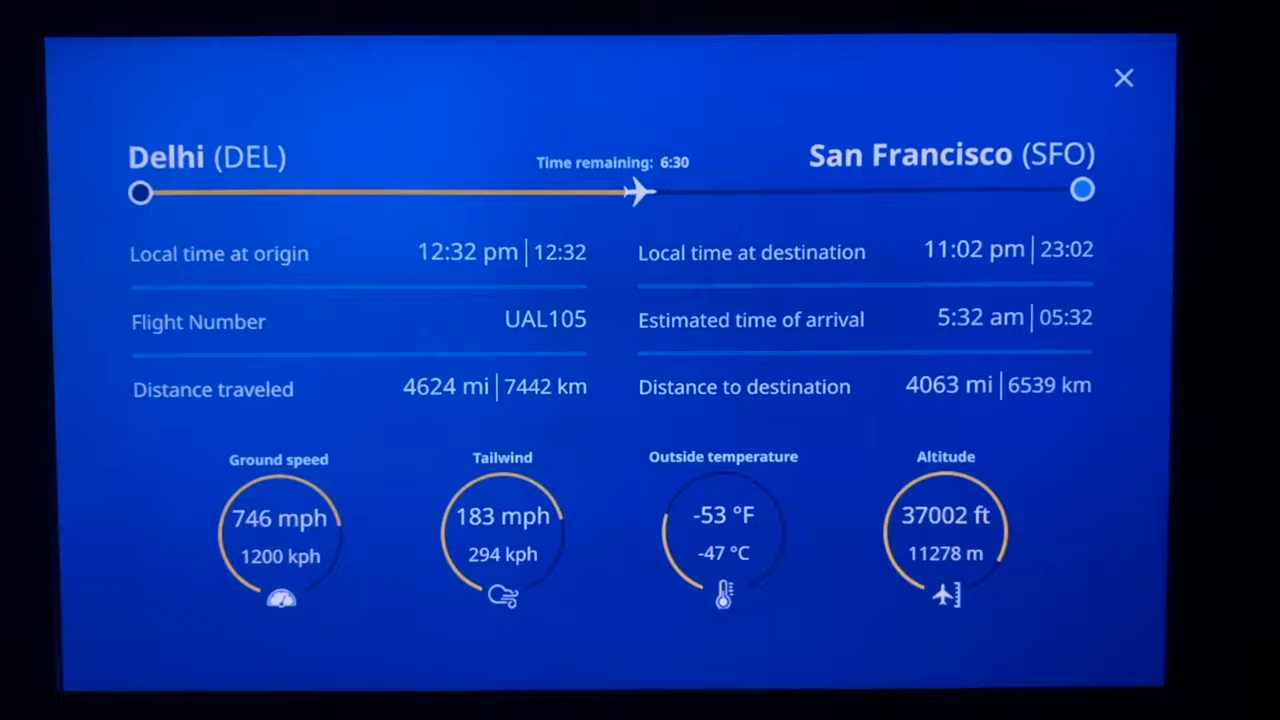 Delhi (DEL)
Time remaining: 6:30
San Francisco (SFO)
Local time at origin 12:32 pm | 12:32
Local time at destination 11:02 pm | 23:02
Flight Number UAL105
Estimated time of arrival 5:32 am | 05:32
Distance traveled 4624 mi | 7442 km
Distance to destination 4063 mi | 6539 km
Ground speed
746 mph
1200 kph
Tailwind
183 mph
294 kph
Outside temperature
-53 °F
-47 °C
Altitude
37002 ft
11278 m